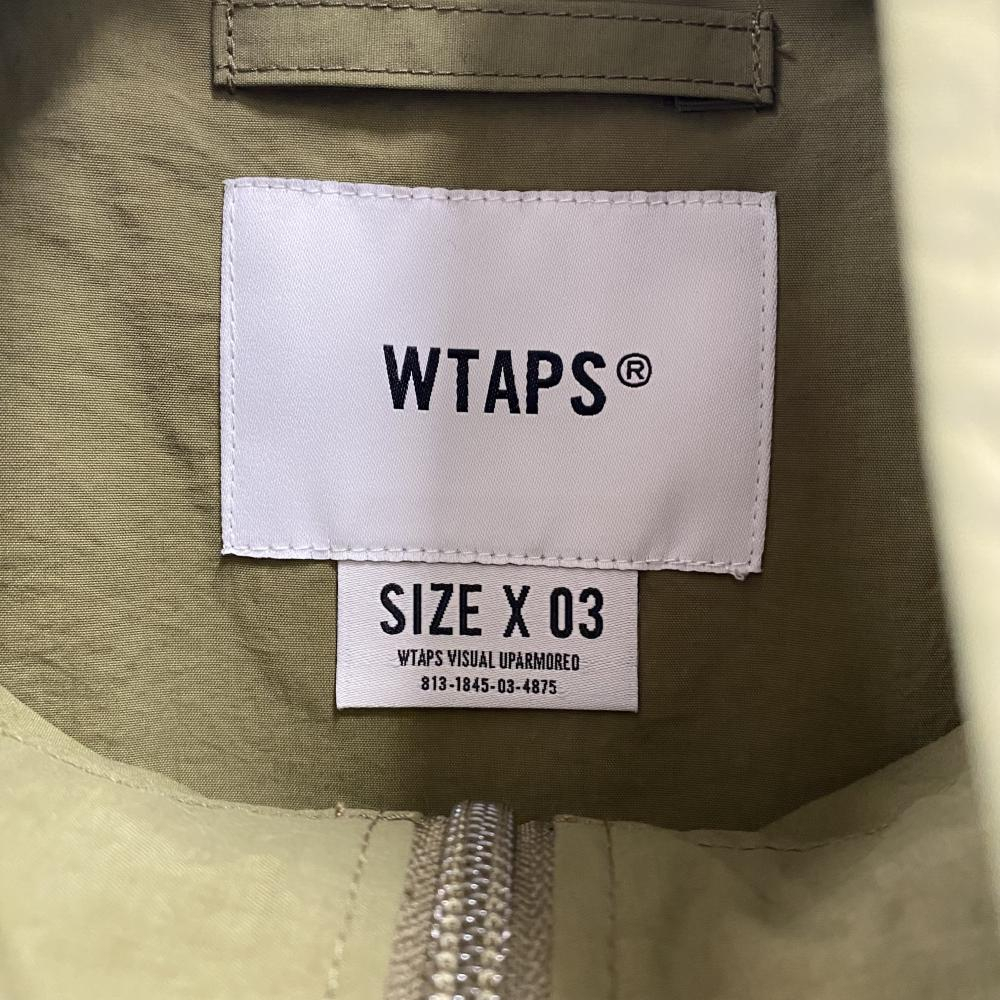 WTAPS®
SIZE X 03
WTAPS VISUAL UPARMORED
813-1845-03-4875